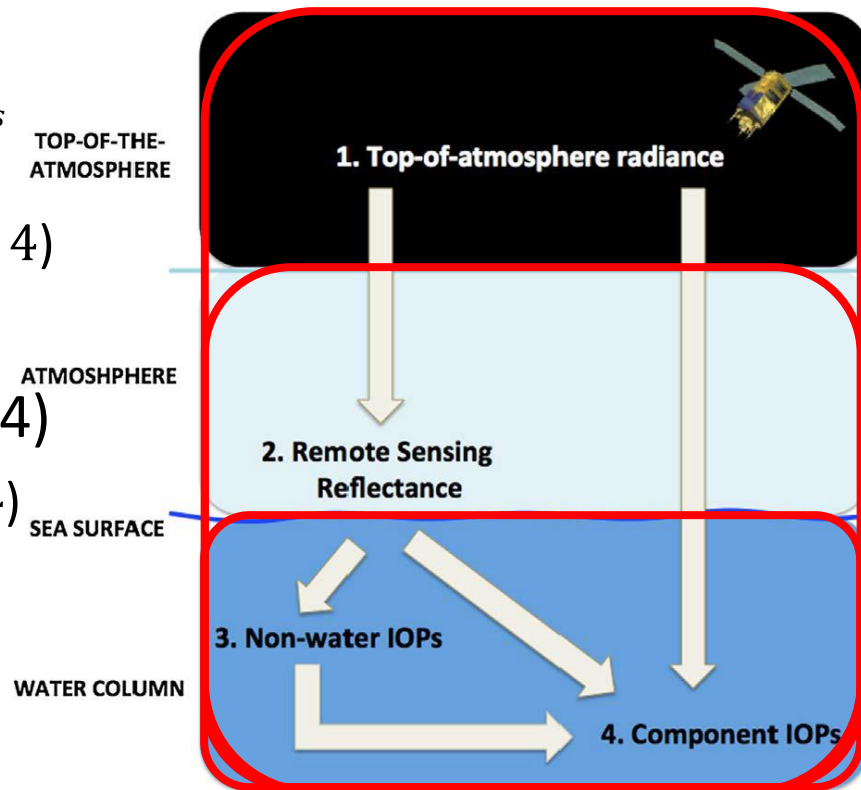 s
TOP-OF-THE-
ATMOSPHERE
1. Top-of-atmosphere radiance
4)
ATMOSHPHERE
4)
2. Remote Sensing
Reflectance
)
SEA SURFACE
3. Non-water IOPs
WATER COLUMN
4. Component IOPs